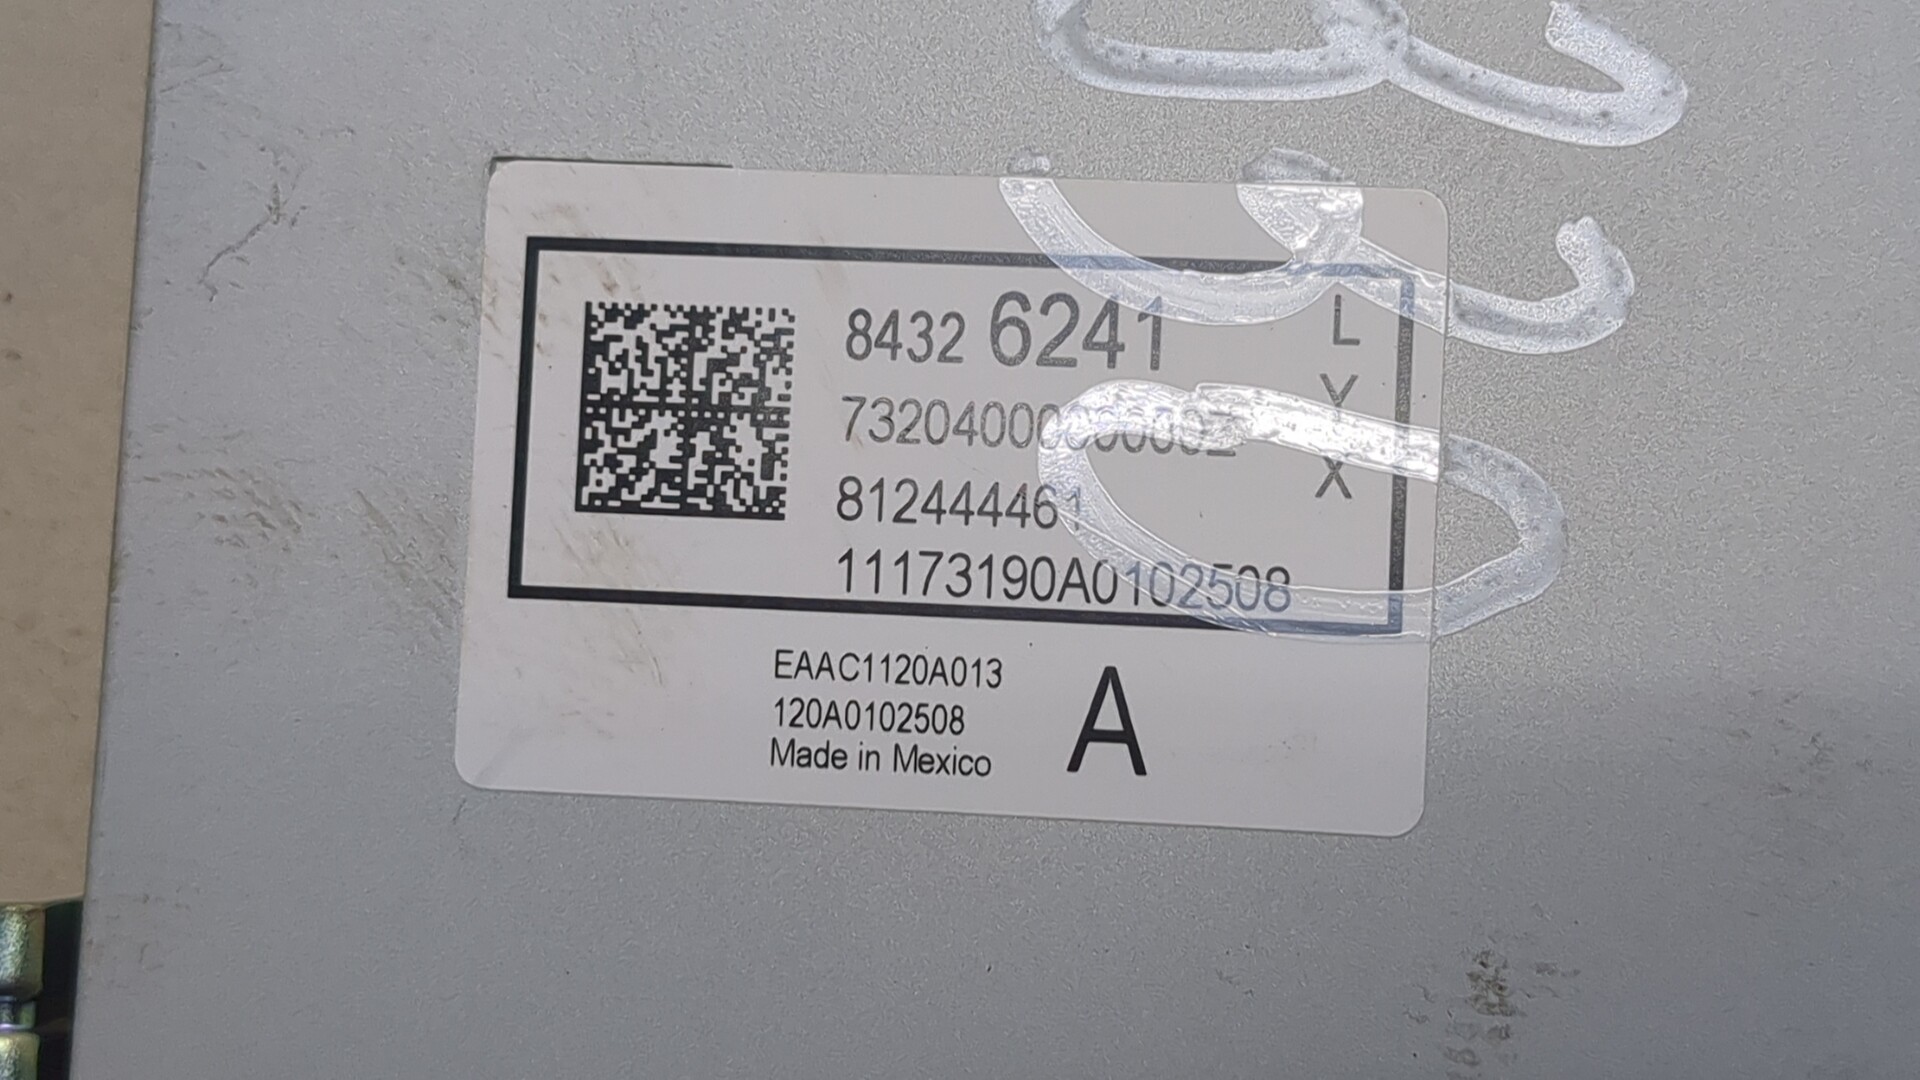 8432 6241
L
Y
X
812444461
11173190A0102508
EAAC1120A013
120A0102508
Made in Mexico
A